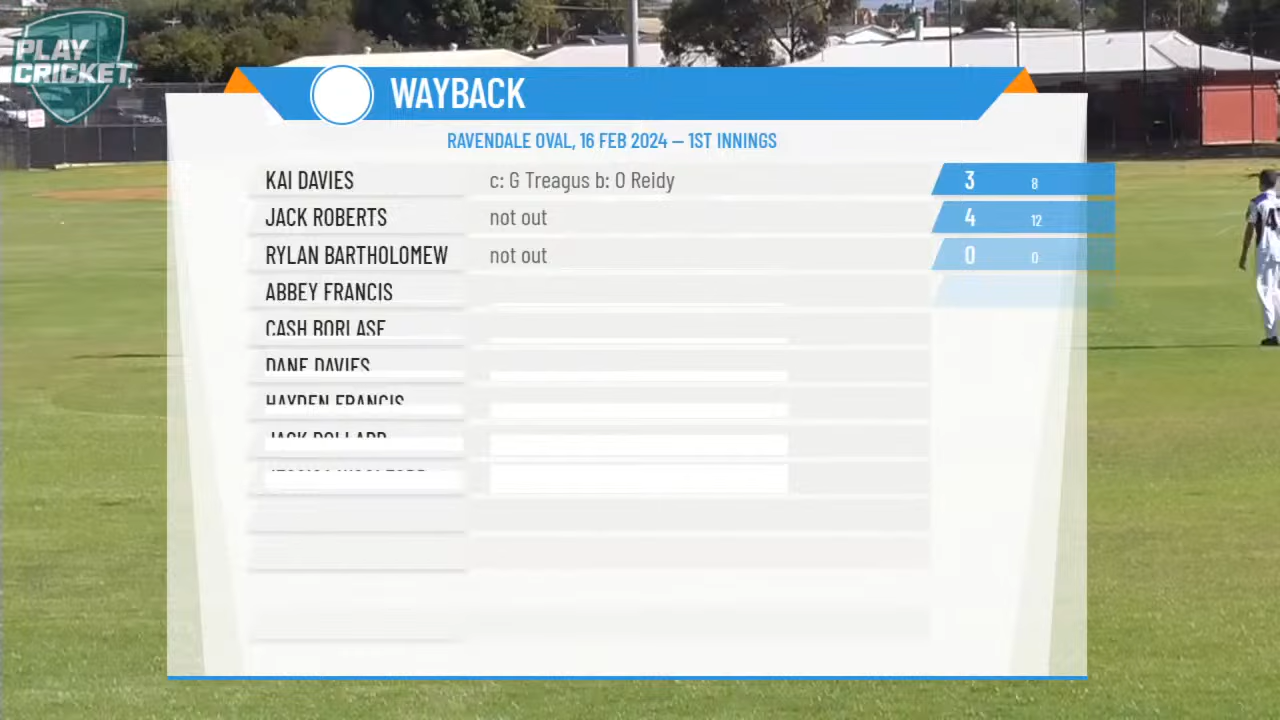 PLAY
CRICKET
WAYBACK
RAVENDALE OVAL, 16 FEB 2024 – 1ST INNINGS
KAI DAVIES c: G Treagus b: O Reidy 3 8
JACK ROBERTS not out 4 12
RYLAN BARTHOLOMEW not out 0 0
ABBEY FRANCIS
CASH BORLASE
DANE DAVIES
HAYDEN FRANCIS
JACK